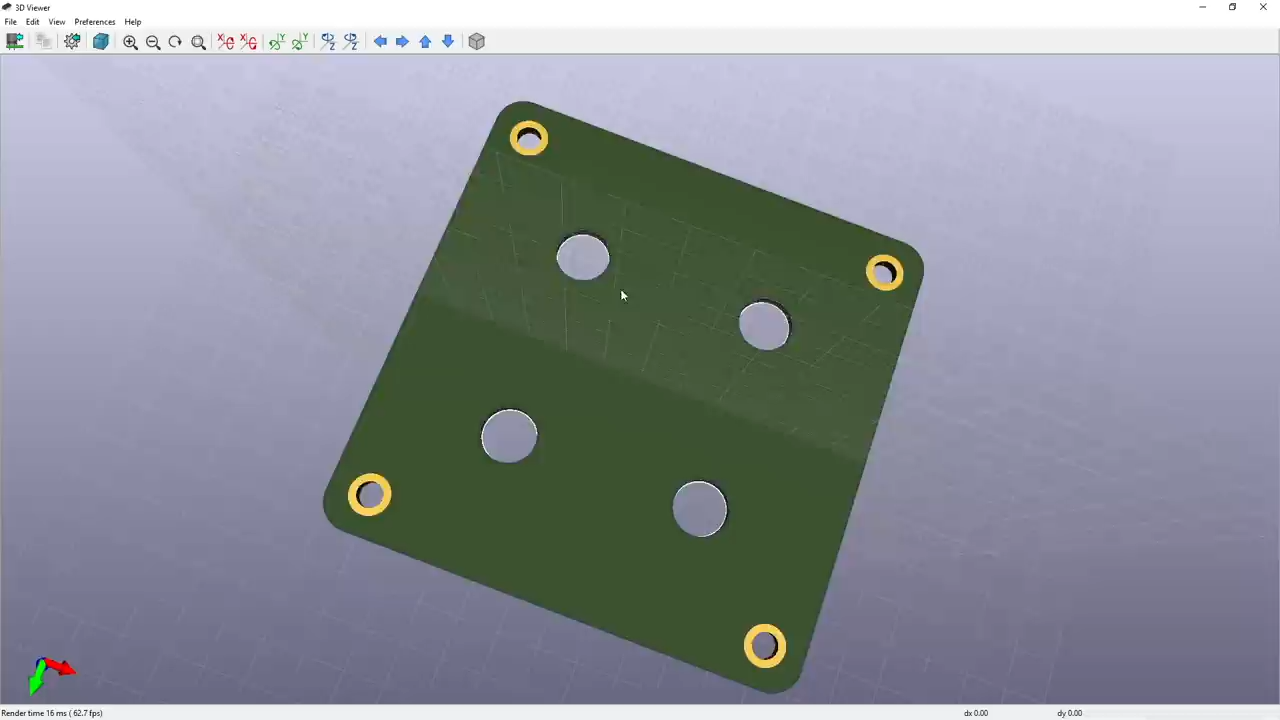 3D Viewer
File Edit View Preferences Help
Render time 16 ms ( 62.7 fps)
dx 0.00
dy 0.00